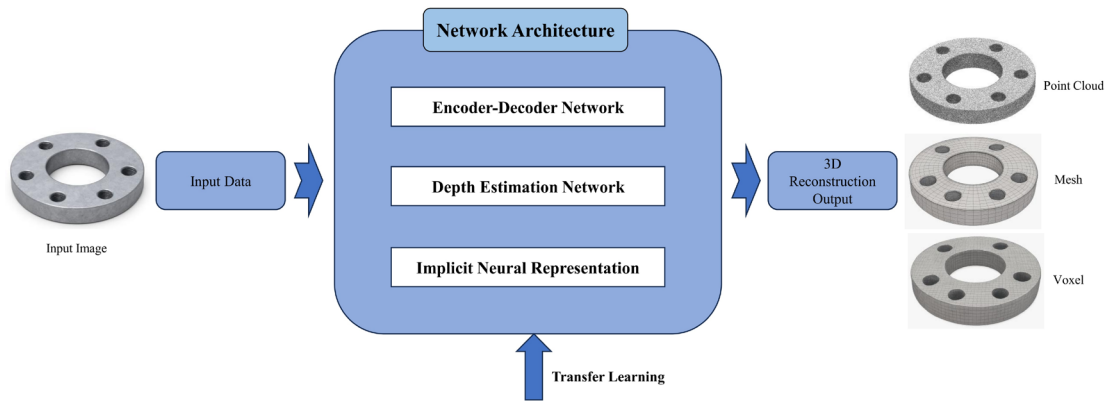 Network Architecture
Encoder-Decoder Network
Depth Estimation Network
Implicit Neural Representation
Input Image
Input Data
3D
Reconstruction
Output
Point Cloud
Mesh
Voxel
Transfer Learning